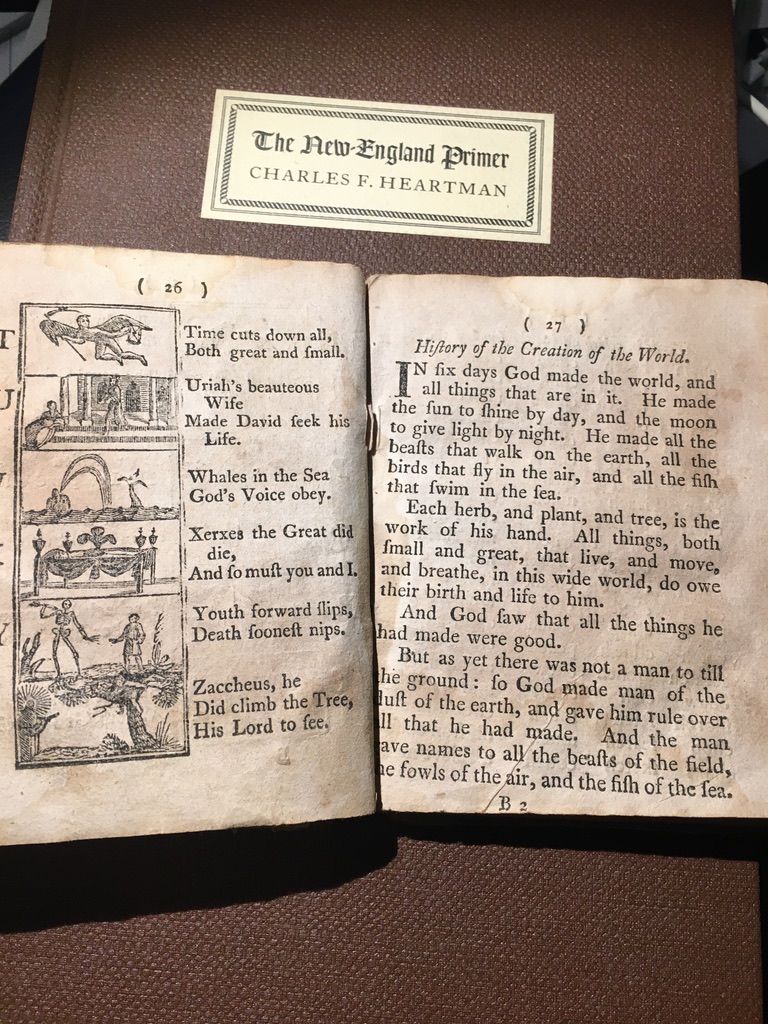 The New-England Primer
CHARLES F. HEARTMAN
( 26 )
T
Time cuts down all,
Both great and ſmall.
U
Uriah's beauteous
Wife
Made David ſeek his
Life.
Whales in the Sea
God's Voice obey.
Xerxes the Great did
die,
And ſo muſt you and I.
Y
Youth forward ſlips,
Death ſooneſt nips.
Zaccheus, he
Did climb the Tree,
His Lord to ſee.
( 27 )
Hiſtory of the Creation of the World.
IN ſix days God made the world, and
all things that are in it. He made
the ſun to ſhine by day, and the moon
to give light by night. He made all the
beaſts that walk on the earth, all the
birds that fly in the air, and all the fiſh
that ſwim in the ſea.
Each herb, and plant, and tree, is the
work of his hand. All things, both
ſmall and great, that live, and move,
and breathe, in this wide world, do owe
their birth and life to him.
And God ſaw that all the things he
had made were good.
But as yet there was not a man to till
he ground : ſo God made man of the
duſt of the earth, and gave him rule over
ll that he had made. And the man
ave names to all the beaſts of the field,
he fowls of the air, and the fiſh of the ſea.
B 2